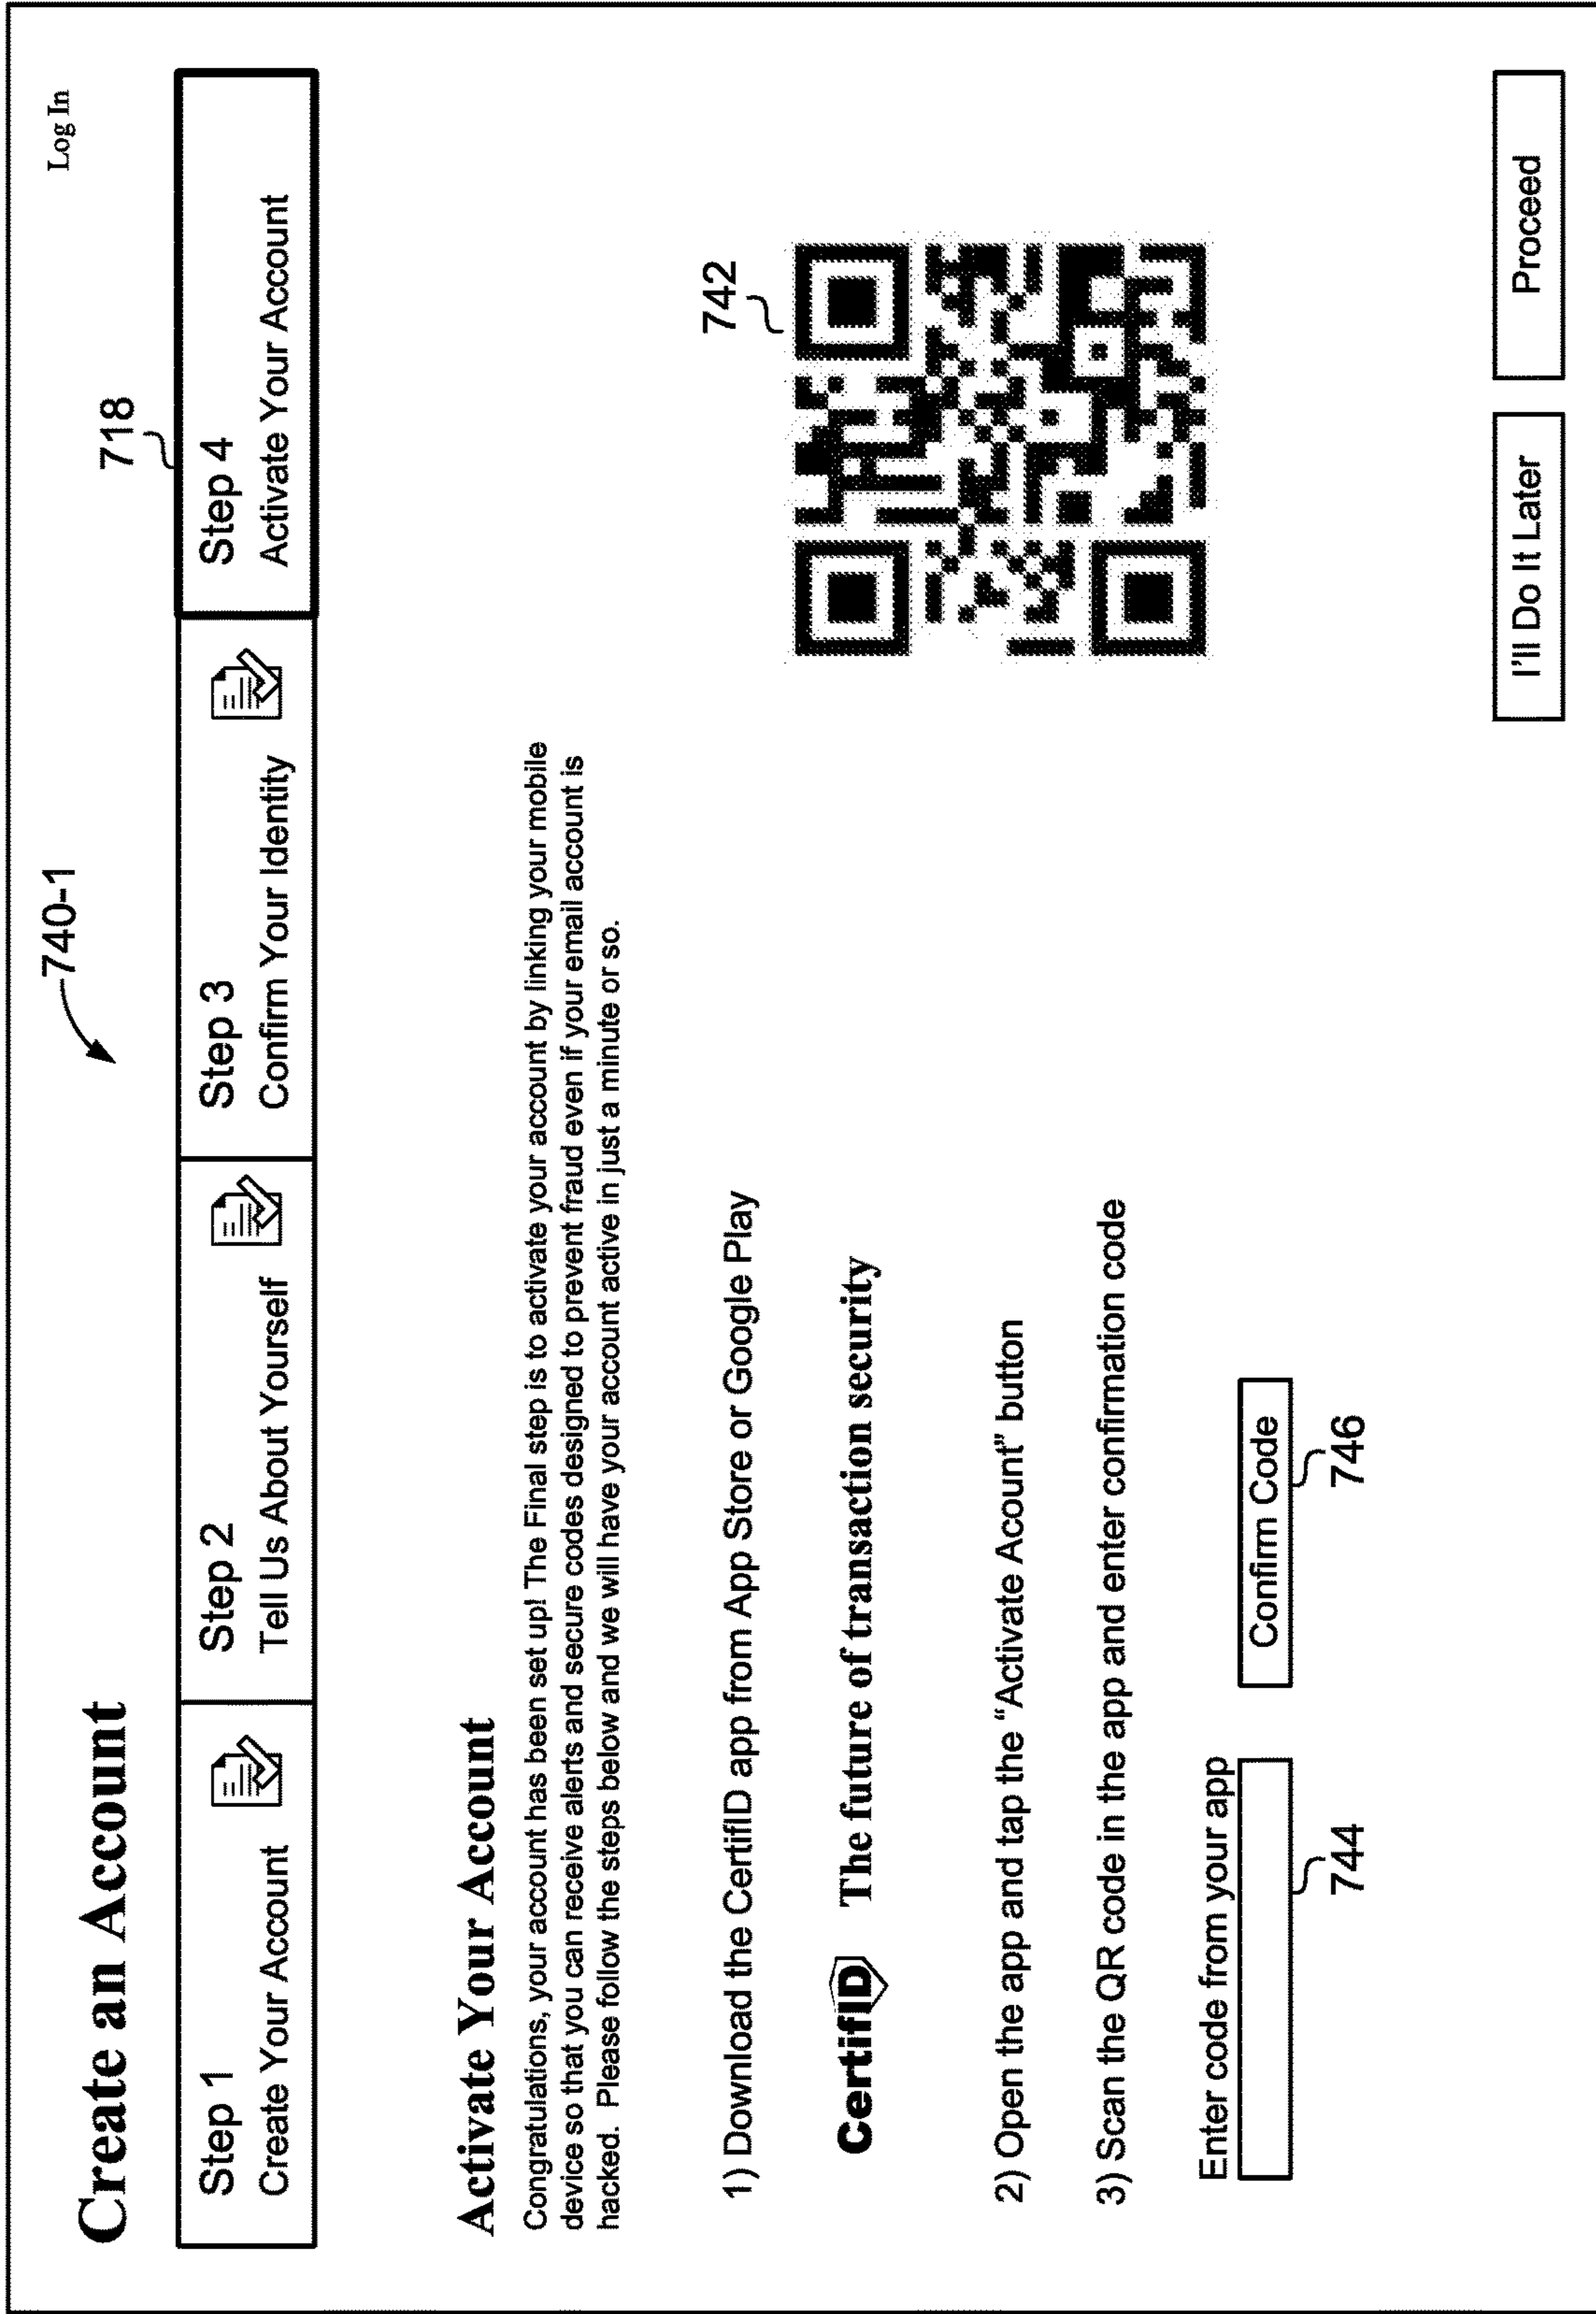 740-1
Log In
Create an Account
718
Step 1
Create Your Account
Step 2
Tell Us About Yourself
Step 3
Confirm Your Identity
Step 4
Activate Your Account
Activate Your Account
Congratulations, your account has been set up! The Final step is to activate your account by linking your mobile
device so that you can receive alerts and secure codes designed to prevent fraud even if your email account is
hacked. Please follow the steps below and we will have your account active in just a minute or so.
1) Download the CertifID app from App Store or Google Play
CertifID The future of transaction security
2) Open the app and tap the “Activate Acount” button
3) Scan the QR code in the app and enter confirmation code
742
Enter code from your app
Confirm Code
744
746
I'll Do It Later
Proceed